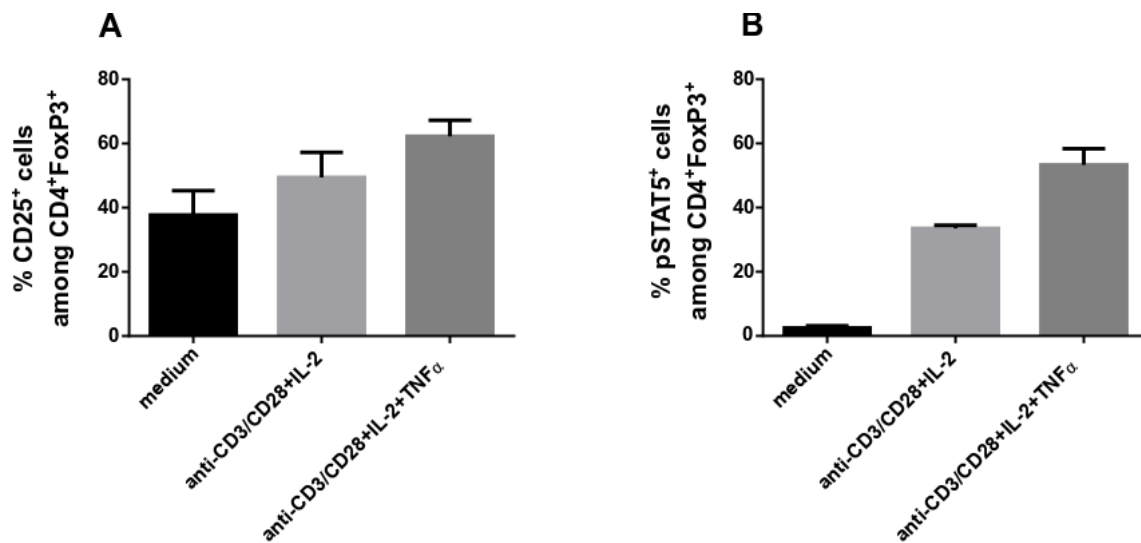 A
% CD25⁺ cells
among CD4⁺FoxP3⁺
80
60
40
20
0
medium
anti-CD3/CD28+IL-2
anti-CD3/CD28+IL-2+TNFα
B
% pSTAT5⁺ cells
among CD4⁺FoxP3⁺
80
60
40
20
0
medium
anti-CD3/CD28+IL-2
anti-CD3/CD28+IL-2+TNFα